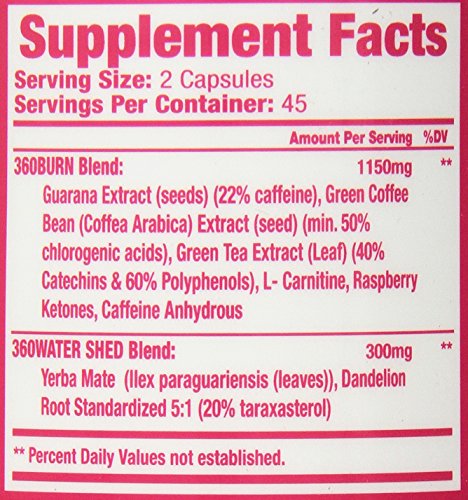 Supplement Facts
Serving Size: 2 Capsules
Servings Per Container: 45
Amount Per Serving %DV
360BURN Blend: 1150mg **
Guarana Extract (seeds) (22% caffeine), Green Coffee
Bean (Coffea Arabica) Extract (seed) (min. 50%
chlorogenic acids), Green Tea Extract (Leaf) (40%
Catechins & 60% Polyphenols), L- Carnitine, Raspberry
Ketones, Caffeine Anhydrous
360WATER SHED Blend: 300mg **
Yerba Mate (Ilex paraguariensis (leaves)), Dandelion
Root Standardized 5:1 (20% taraxasterol)
** Percent Daily Values not established.